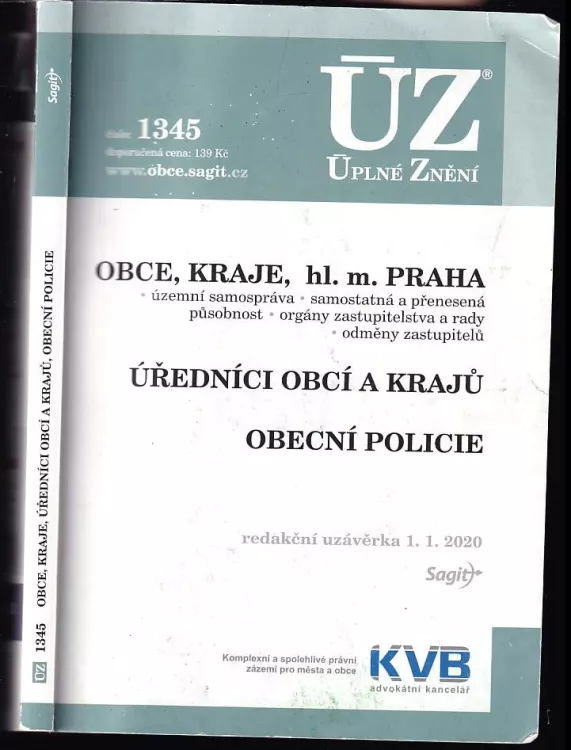 Sagit
ÚZ 1345 OBCE, KRAJE, ÚŘEDNÍCI OBCÍ A KRAJŮ, OBECNÍ POLICIE
ÚZ®
ÚPLNÉ ZNĚNÍ
číslo: 1345
doporučená cena: 139 Kč
www.obce.sagit.cz
OBCE, KRAJE, hl. m. PRAHA
• územní samospráva • samostatná a přenesená
působnost • orgány zastupitelstva a rady
• odměny zastupitelů
ÚŘEDNÍCI OBCÍ A KRAJŮ
OBECNÍ POLICIE
redakční uzávěrka 1. 1. 2020
Sagit
Komplexní a spolehlivé právní
zázemí pro města a obce
KVB
advokátní kancelář